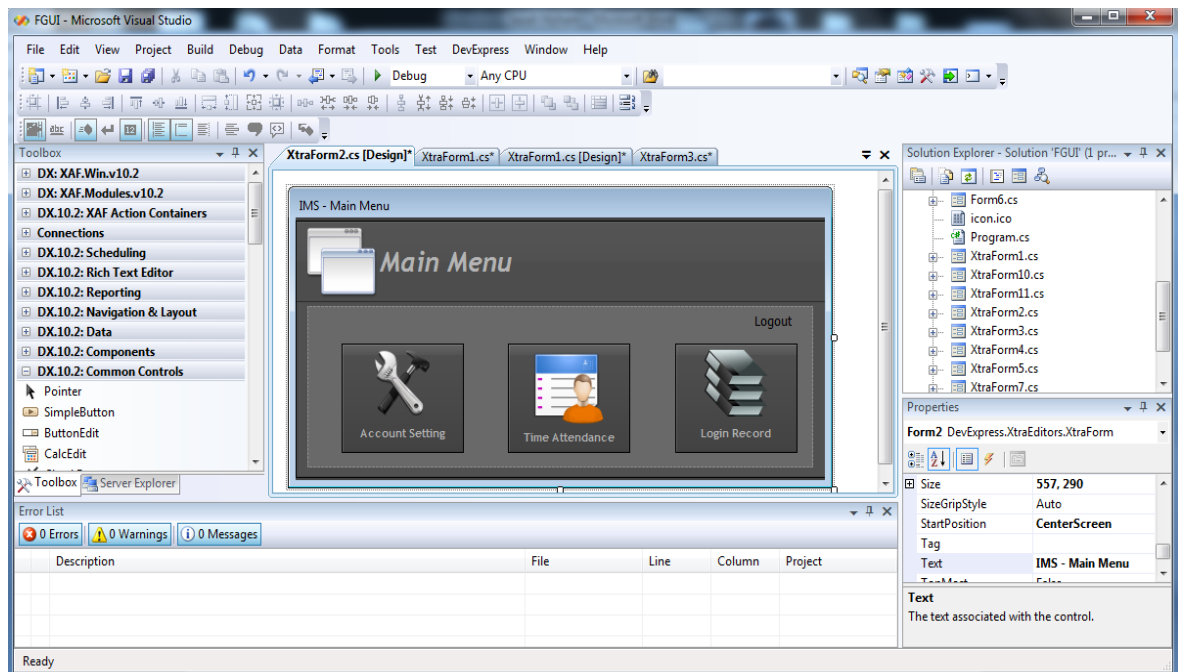 FGUI - Microsoft Visual Studio
File Edit View Project Build Debug Data Format Tools Test DevExpress Window Help
Debug Any CPU
Toolbox
DX: XAF.Win.v10.2
DX: XAF.Modules.v10.2
DX.10.2: XAF Action Containers
Connections
DX.10.2: Scheduling
DX.10.2: Rich Text Editor
DX.10.2: Reporting
DX.10.2: Navigation & Layout
DX.10.2: Data
DX.10.2: Components
DX.10.2: Common Controls
Pointer
SimpleButton
ButtonEdit
CalcEdit
Toolbox Server Explorer
XtraForm2.cs [Design]* XtraForm1.cs* XtraForm1.cs [Design]* XtraForm3.cs*
IMS - Main Menu
Main Menu
Logout
Account Setting Time Attendance Login Record
Solution Explorer - Solution 'FGUI' (1 pr...
Form6.cs
icon.ico
Program.cs
XtraForm1.cs
XtraForm10.cs
XtraForm11.cs
XtraForm2.cs
XtraForm3.cs
XtraForm4.cs
XtraForm5.cs
XtraForm7.cs
Properties
Form2 DevExpress.XtraEditors.XtraForm
Size 557, 290
SizeGripStyle Auto
StartPosition CenterScreen
Tag
Text IMS - Main Menu
Text
The text associated with the control.
Error List
0 Errors 0 Warnings 0 Messages
Description File Line Column Project
Ready